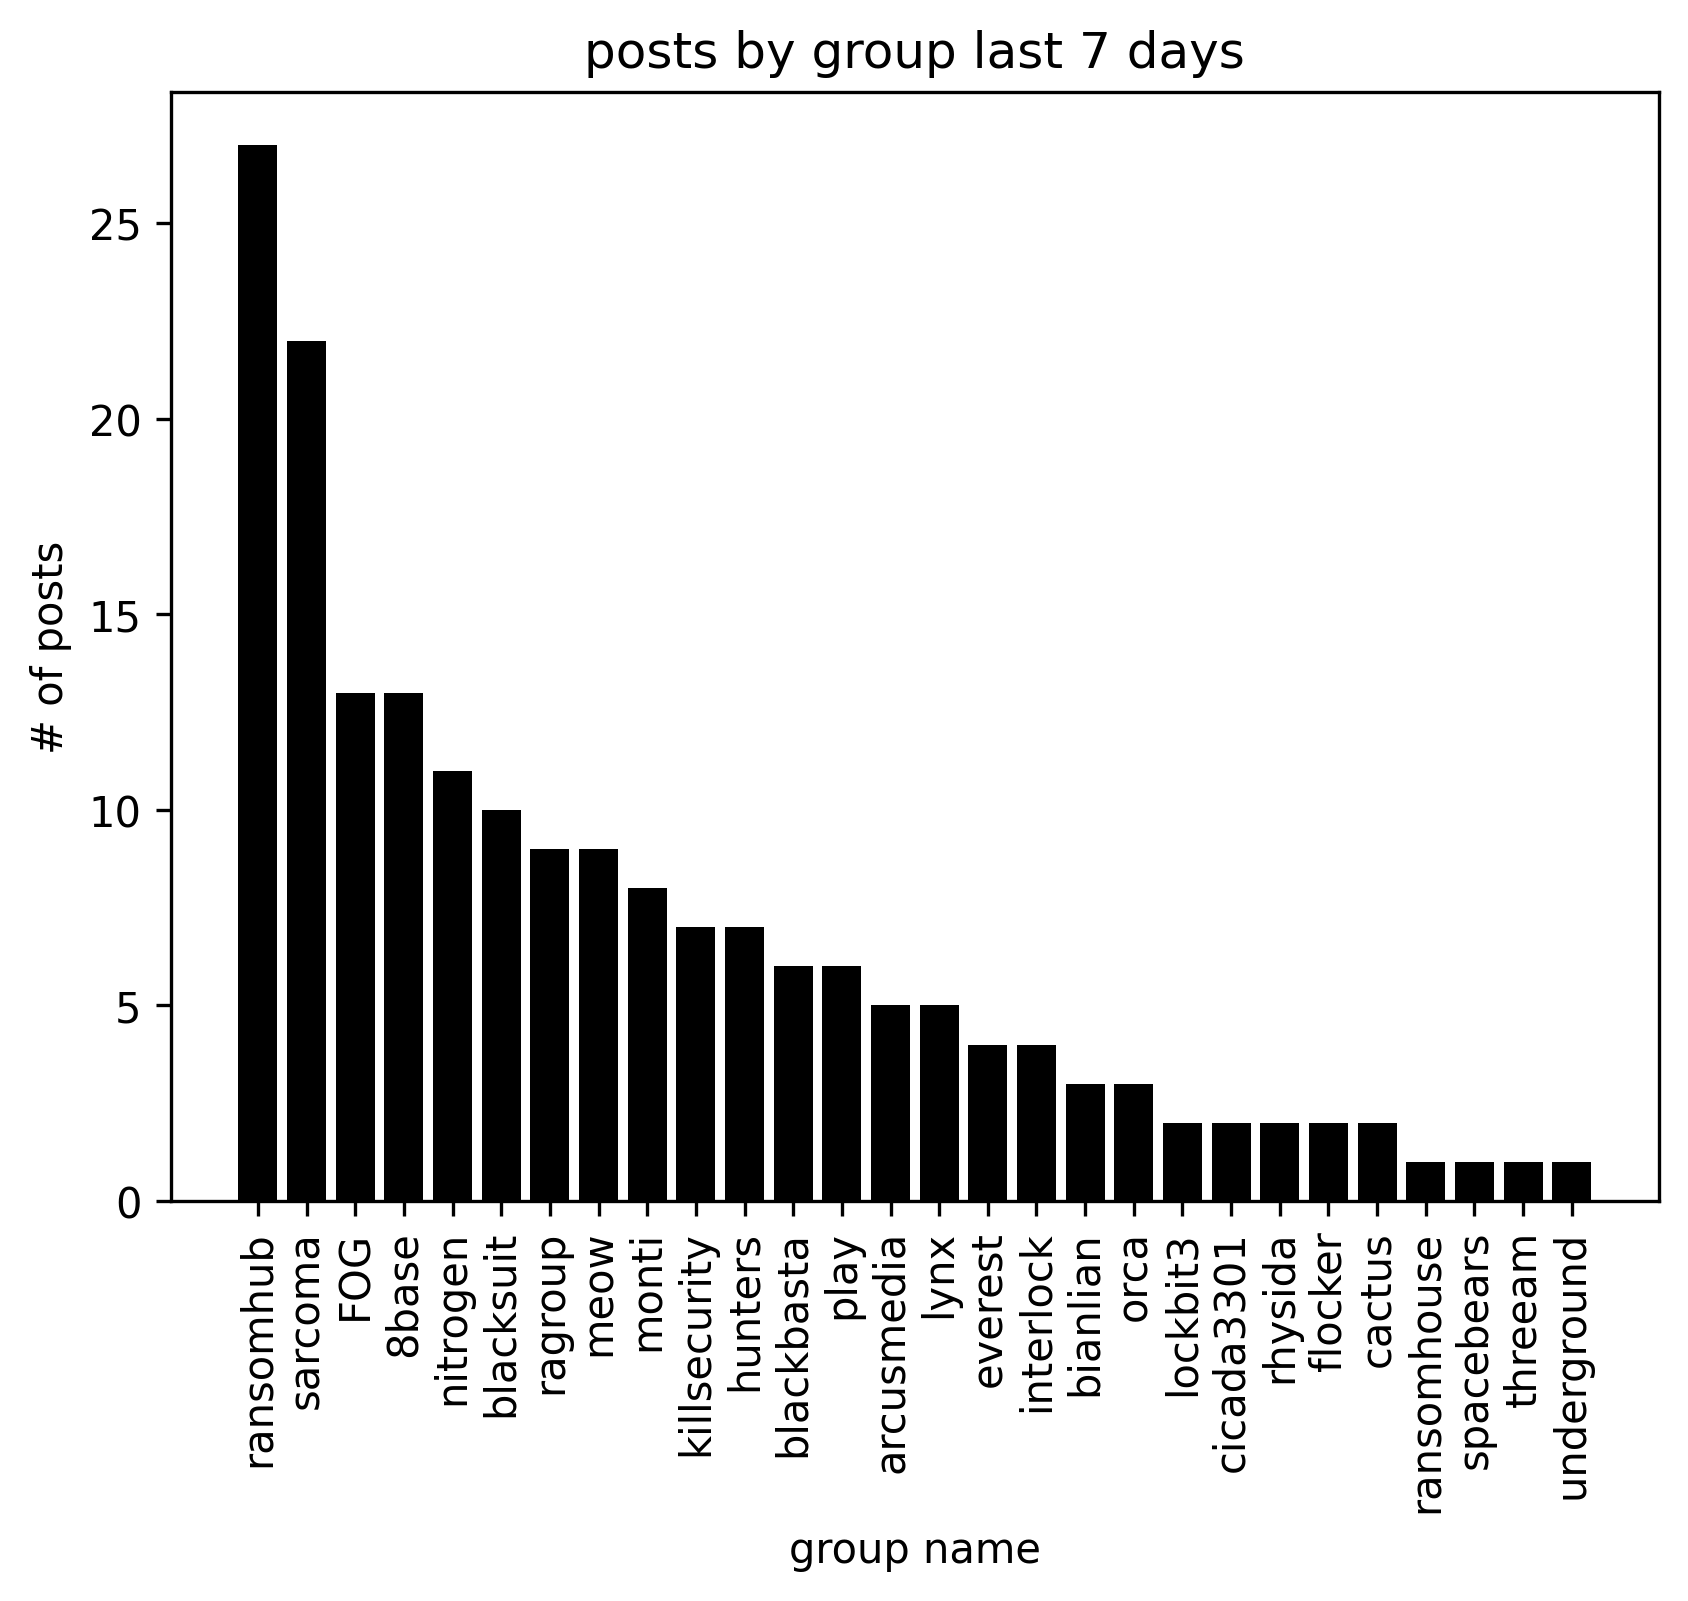 posts by group last 7 days
# of posts
25
20
15
10
5
0
ransomhub
sarcoma
FOG
8base
nitrogen
blacksuit
ragroup
meow
monti
killsecurity
hunters
blackbasta
play
arcusmedia
lynx
everest
interlock
bianlian
orca
lockbit3
cicada3301
rhysida
flocker
cactus
ransomhouse
spacebears
threeam
underground
group name